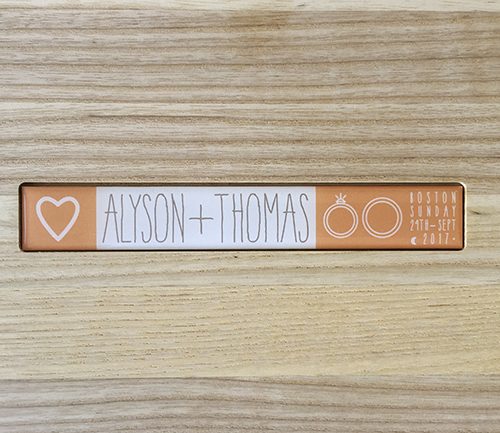 ALYSON+THOMAS
BOSTON
SUNDAY
24TH-SEPT
2017-